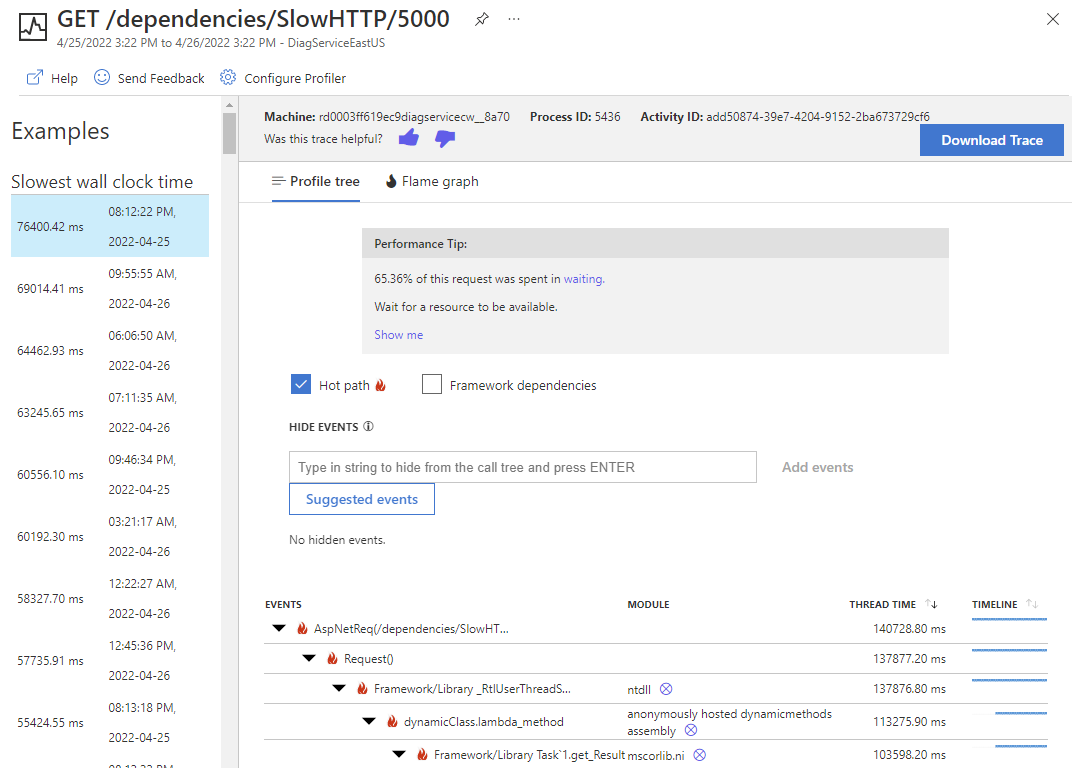 GET /dependencies/SlowHTTP/5000
4/25/2022 3:22 PM to 4/26/2022 3:22 PM - DiagServiceEastUS
Help Send Feedback Configure Profiler
Examples
Slowest wall clock time
76400.42 ms 08:12:22 PM,
2022-04-25
69014.41 ms 09:55:55 AM,
2022-04-26
64462.93 ms 06:06:50 AM,
2022-04-26
63245.65 ms 07:11:35 AM,
2022-04-26
60556.10 ms 09:46:34 PM,
2022-04-25
60192.30 ms 03:21:17 AM,
2022-04-26
58327.70 ms 12:22:27 AM,
2022-04-26
57735.91 ms 12:45:36 PM,
2022-04-26
55424.55 ms 08:13:18 PM,
2022-04-25
Machine: rd0003ff619ec9diagservicecw__8a70 Process ID: 5436 Activity ID: add50874-39e7-4204-9152-2ba673729cf6
Was this trace helpful?
Download Trace
Profile tree Flame graph
Performance Tip:
65.36% of this request was spent in waiting.
Wait for a resource to be available.
Show me
Hot path Framework dependencies
HIDE EVENTS
Type in string to hide from the call tree and press ENTER Add events
Suggested events
No hidden events.
EVENTS MODULE THREAD TIME TIMELINE
AspNetReq(/dependencies/SlowHT... 140728.80 ms
Request() 137877.20 ms
Framework/Library _RtlUserThreadS... ntdll 137876.80 ms
dynamicClass.lambda_method anonymously hosted dynamicmethods assembly 113275.90 ms
Framework/Library Task`1.get_Result mscorlib.ni 103598.20 ms